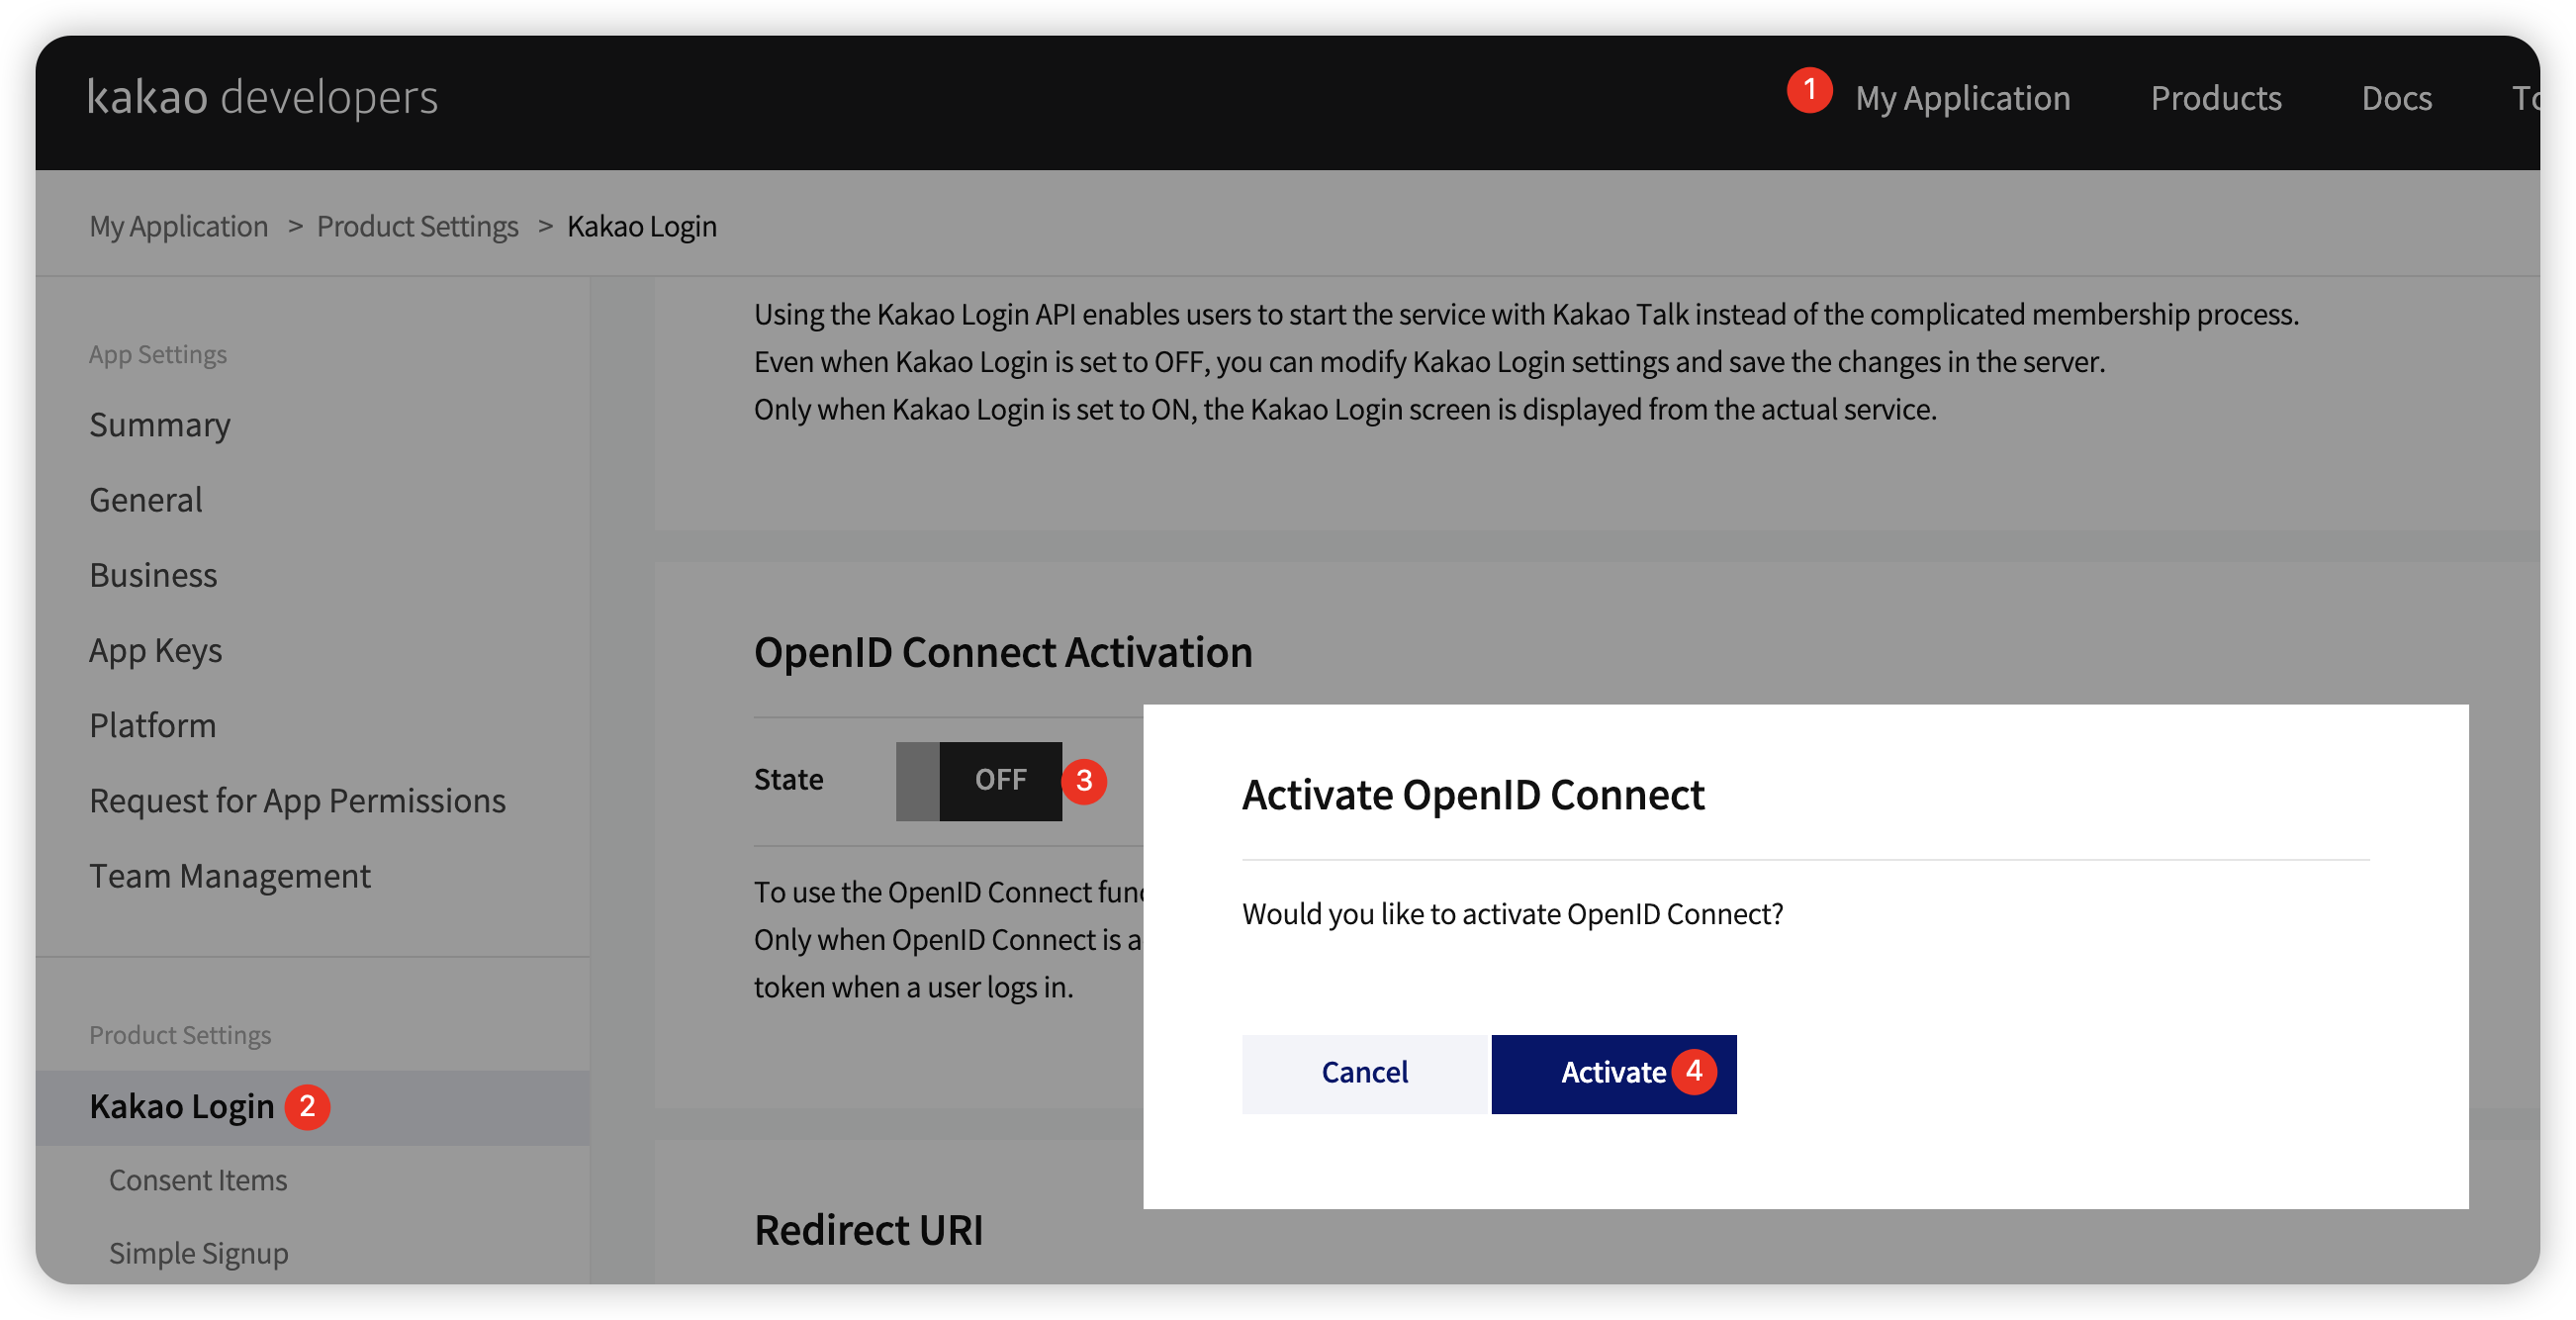 kakao developers
1 My Application Products Docs
My Application > Product Settings > Kakao Login
App Settings
Summary
General
Business
App Keys
Platform
Request for App Permissions
Team Management
Product Settings
Kakao Login 2
Consent Items
Simple Signup
Using the Kakao Login API enables users to start the service with Kakao Talk instead of the complicated membership process.
Even when Kakao Login is set to OFF, you can modify Kakao Login settings and save the changes in the server.
Only when Kakao Login is set to ON, the Kakao Login screen is displayed from the actual service.
OpenID Connect Activation
State OFF 3
To use the OpenID Connect
Only when OpenID Connect is
token when a user logs in.
Redirect URI
Activate OpenID Connect
Would you like to activate OpenID Connect?
Cancel Activate 4